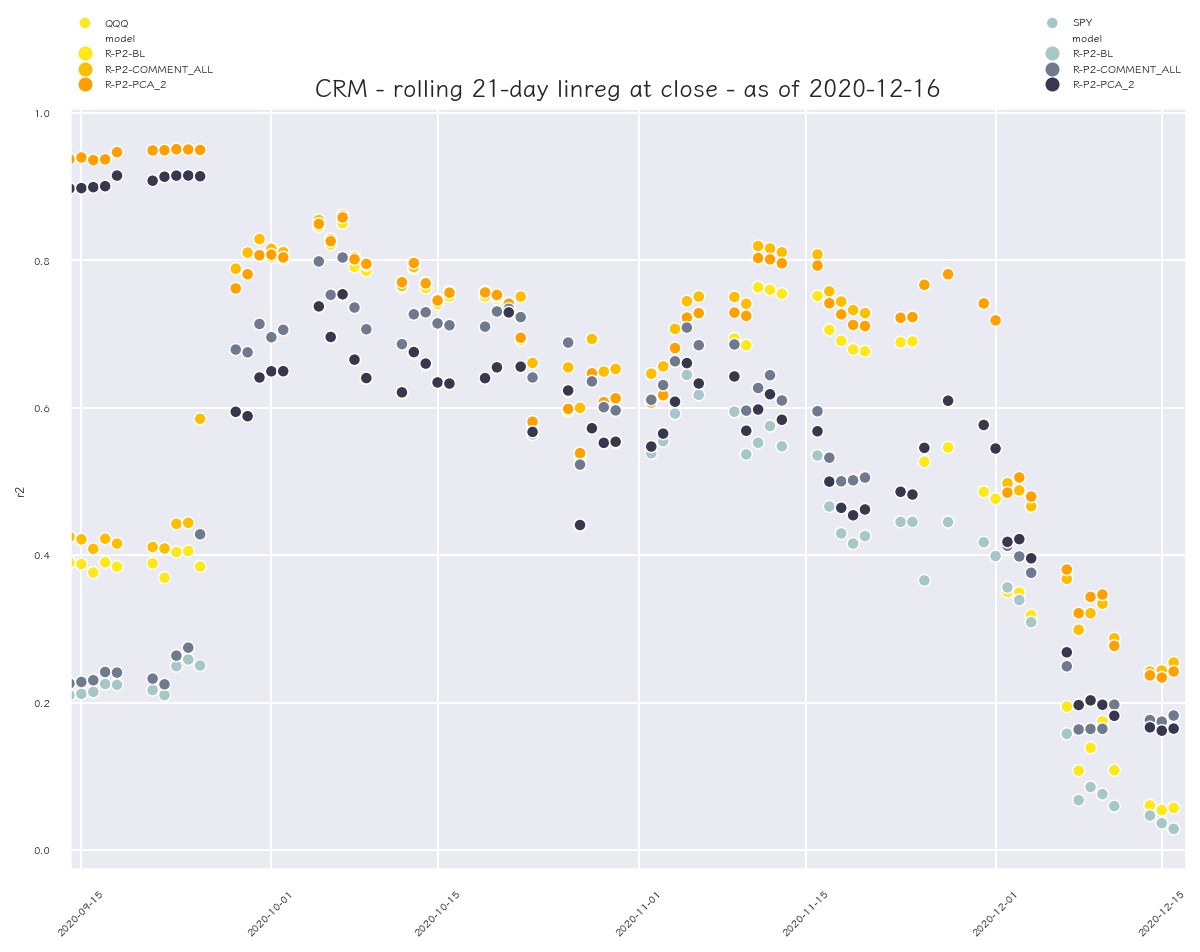 QQQ
model
R-P2-BL
R-P2-COMMENT_ALL
R-P2-PCA_2
SPY
model
R-P2-BL
R-P2-COMMENT_ALL
R-P2-PCA_2
CRM - rolling 21-day linreg at close - as of 2020-12-16
1.0
0.8
0.6
r2
0.4
0.2
0.0
2020-09-15
2020-10-01
2020-10-15
2020-11-01
2020-11-15
2020-12-01
2020-12-15